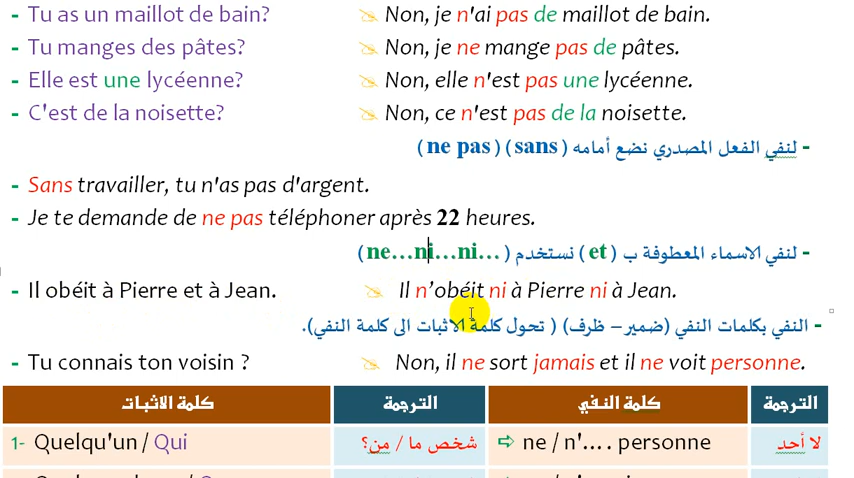 - Tu as un maillot de bain? Non, je n'ai pas de maillot de bain.
- Tu manges des pâtes? Non, je ne mange pas de pâtes.
- Elle est une lycéenne? Non, elle n'est pas une lycéenne.
- C'est de la noisette? Non, ce n'est pas de la noisette.
- لنفي الفعل المصدري نضع أمامه ( sans ) ( ne pas )
- Sans travailler, tu n'as pas d'argent.
- Je te demande de ne pas téléphoner après 22 heures.
- لنفي الاسماء المعطوفة ب ( et ) نستخدم ( ne…ni…ni… )
- Il obéit à Pierre et à Jean. Il n'obéit ni à Pierre ni à Jean.
- النفي بكلمات النفي (ضمير– ظرف) ( تحول كلمة الاثبات الى كلمة النفي).
- Tu connais ton voisin ? Non, il ne sort jamais et il ne voit personne.
كلمة الاثبات الترجمة كلمة النفي الترجمة
1- Quelqu'un / Qui شخص ما / من؟ ne / n'.… personne لا أحد